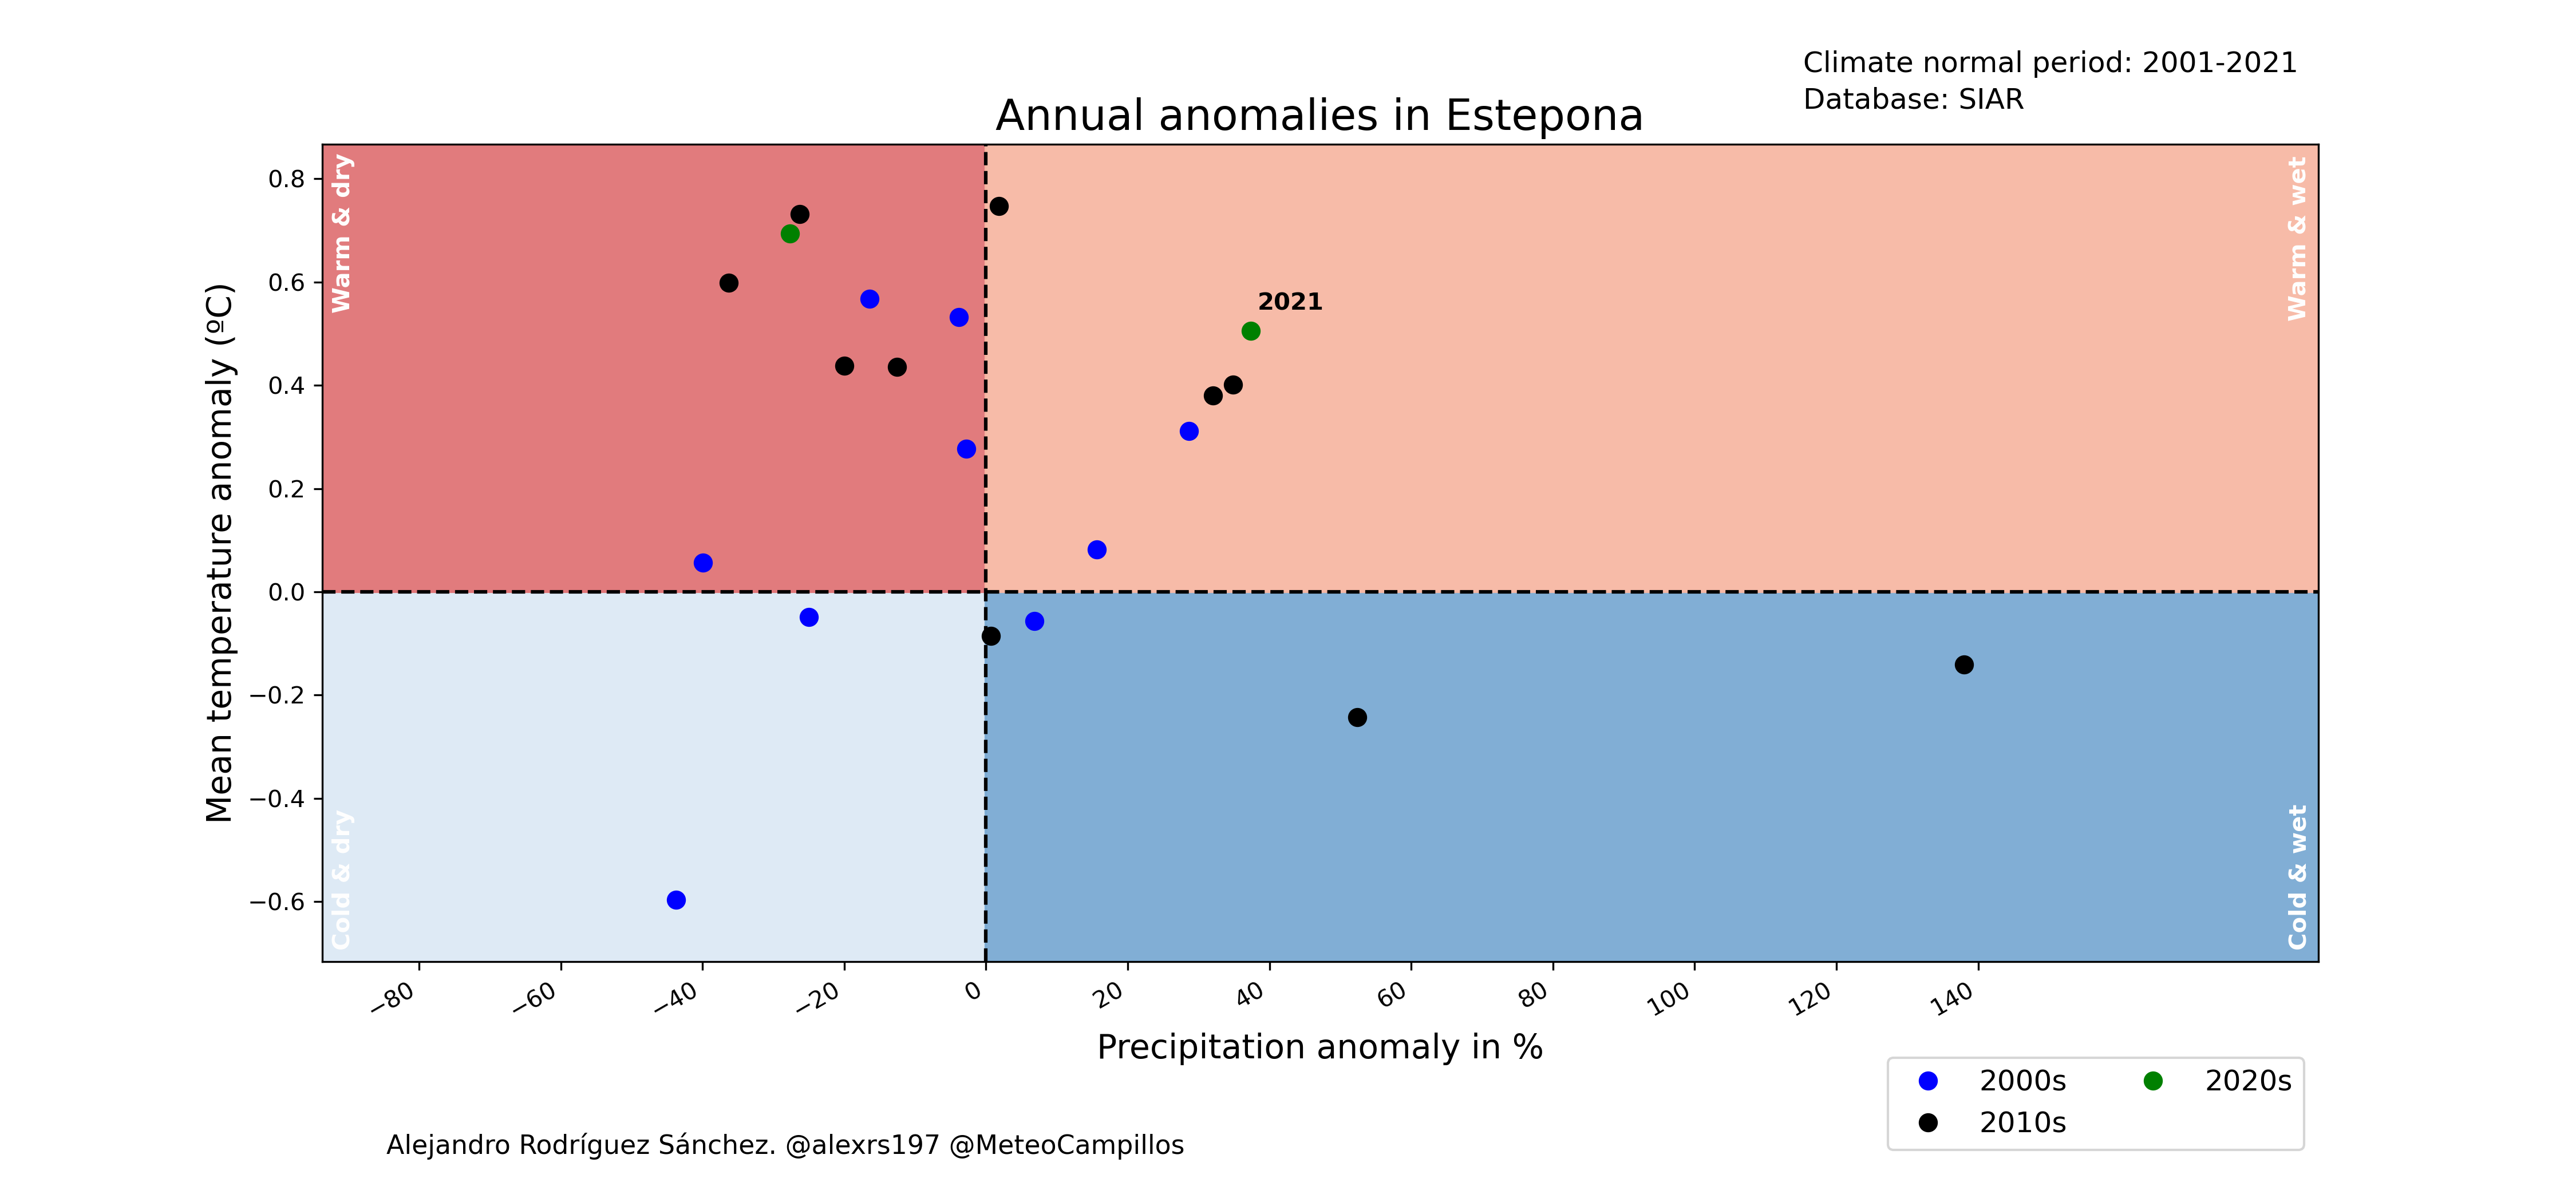 Climate normal period: 2001-2021
Database: SIAR
Annual anomalies in Estepona
Mean temperature anomaly (ºC)
0.8
0.6
0.4
0.2
0.0
−0.2
−0.4
−0.6
Warm & dry
Warm & wet
2021
Cold & dry
Cold & wet
−80
−60
−40
−20
0
20
40
60
80
100
120
140
Precipitation anomaly in %
2000s
2010s
2020s
Alejandro Rodríguez Sánchez. @alexrs197 @MeteoCampillos